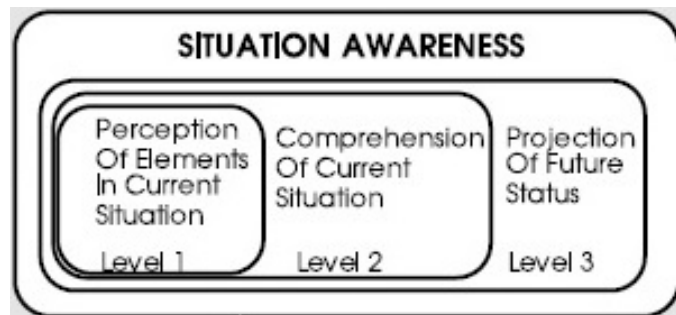 SITUATION AWARENESS
Perception
Of Elements
In Current
Situation
Level 1
Comprehension
Of Current
Situation
Level 2
Projection
Of Future
Status
Level 3